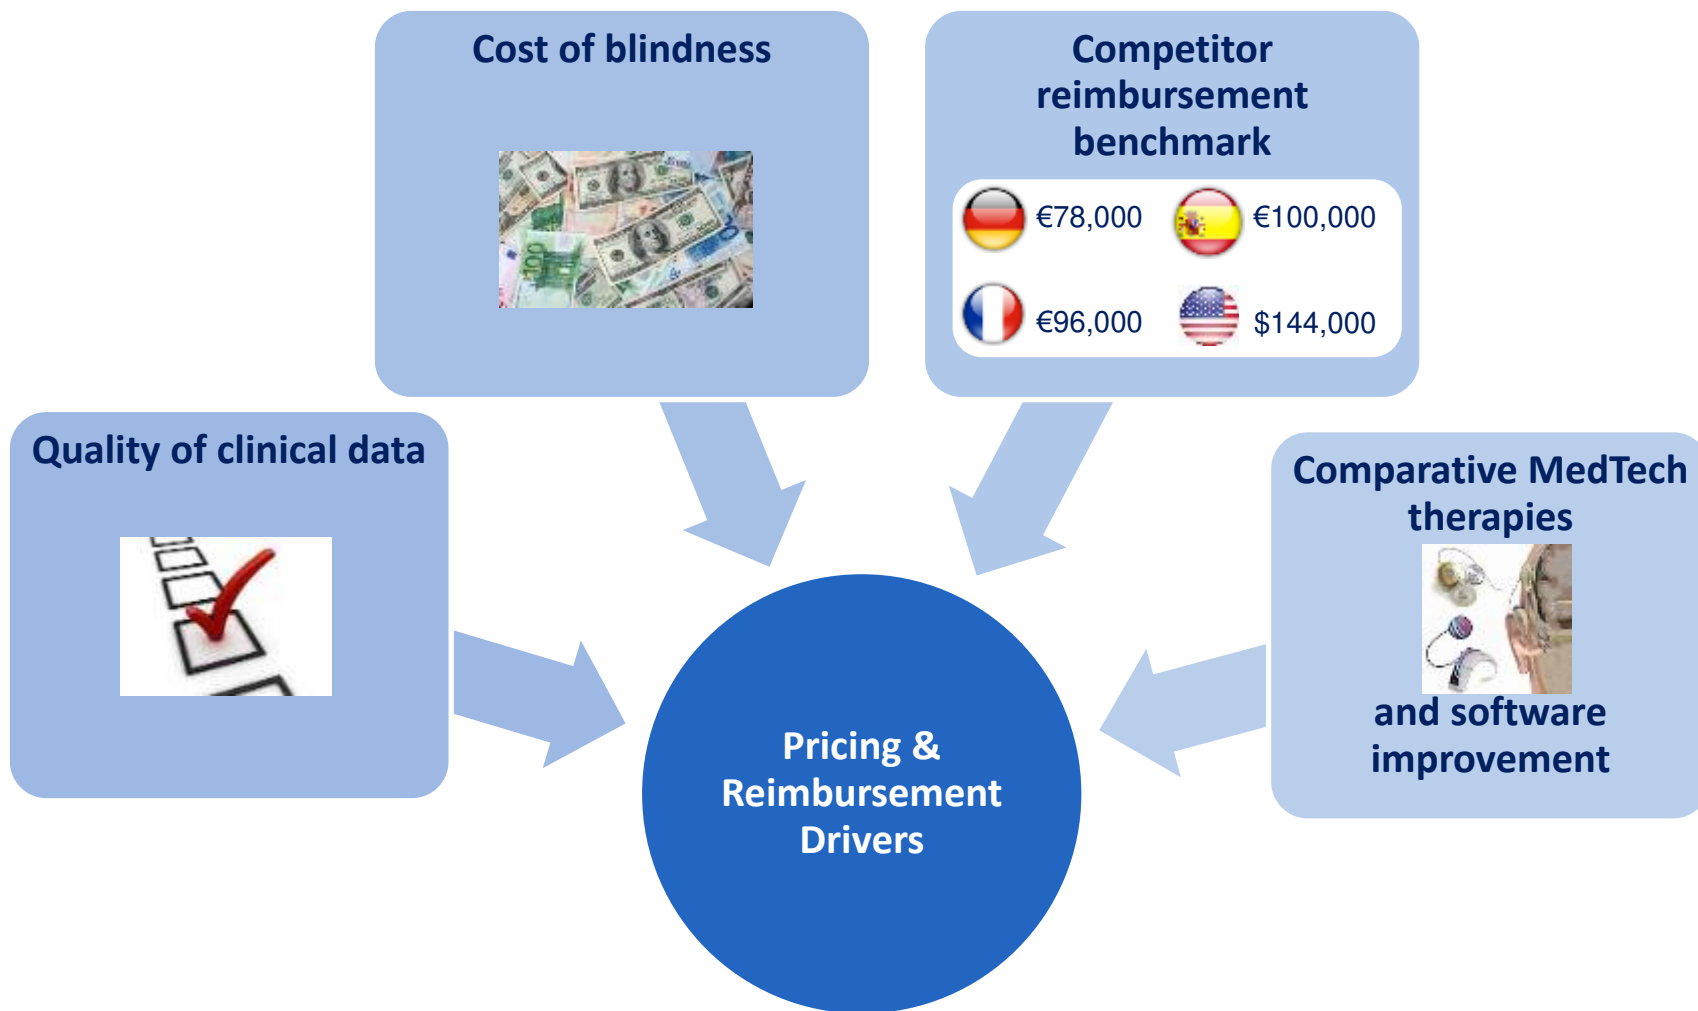 Cost of blindness
Competitor
reimbursement
benchmark
€78,000
€100,000
€96,000
$144,000
Quality of clinical data
Comparative MedTech
therapies
and software
improvement
Pricing &
Reimbursement
Drivers
100